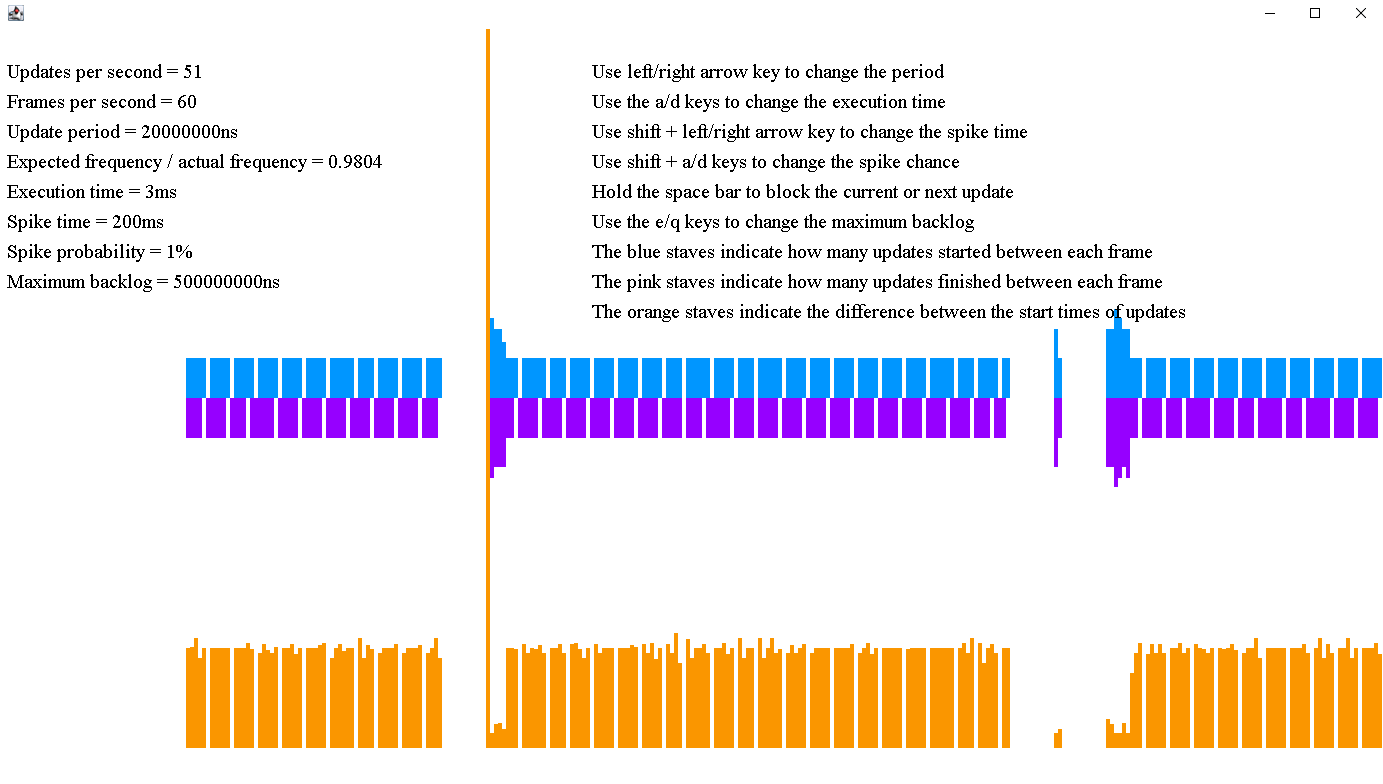 Updates per second = 51
Frames per second = 60
Update period = 20000000ns
Expected frequency / actual frequency = 0.9804
Execution time = 3ms
Spike time = 200ms
Spike probability = 1%
Maximum backlog = 500000000ns
Use left/right arrow key to change the period
Use the a/d keys to change the execution time
Use shift + left/right arrow key to change the spike time
Use shift + a/d keys to change the spike chance
Hold the space bar to block the current or next update
Use the e/q keys to change the maximum backlog
The blue staves indicate how many updates started between each frame
The pink staves indicate how many updates finished between each frame
The orange staves indicate the difference between the start times of updates